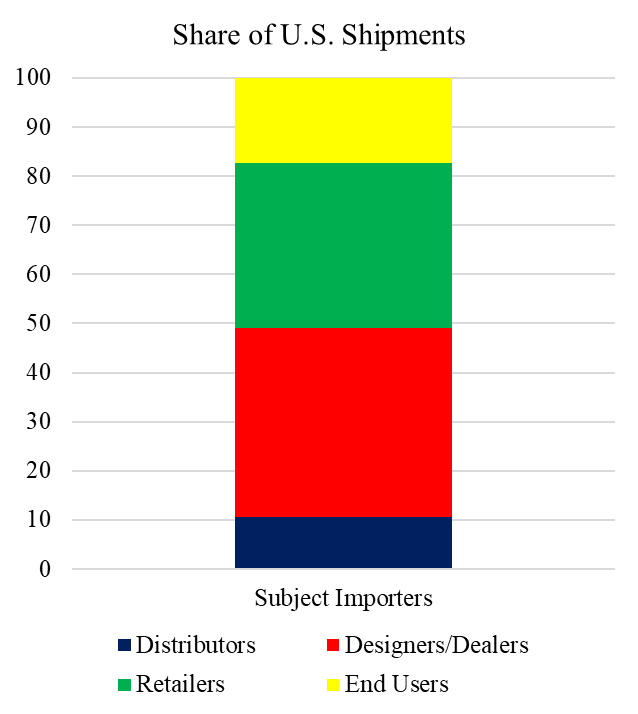 Share of U.S. Shipments
100
90
80
70
60
50
40
30
20
10
0
Subject Importers
Distributors
Designers/Dealers
Retailers
End Users